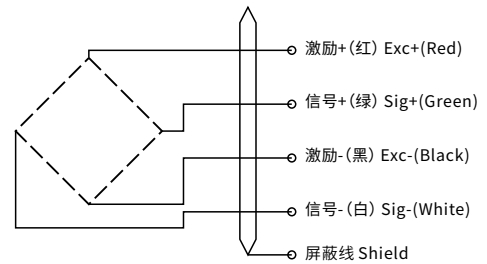 激励+(红) Exc+(Red)
信号+(绿) Sig+(Green)
激励-(黑) Exc-(Black)
信号-(白) Sig-(White)
屏蔽线 Shield